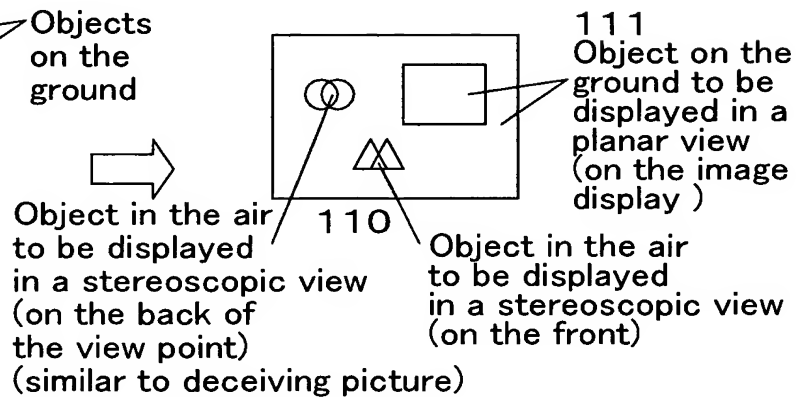 Objects
on the
ground
111
Object on the
ground to be
displayed in a
planar view
(on the image
display )
110
Object in the air
to be displayed
in a stereoscopic view
(on the back of
the view point)
(similar to deceiving picture)
Object in the air
to be displayed
in a stereoscopic view
(on the front)